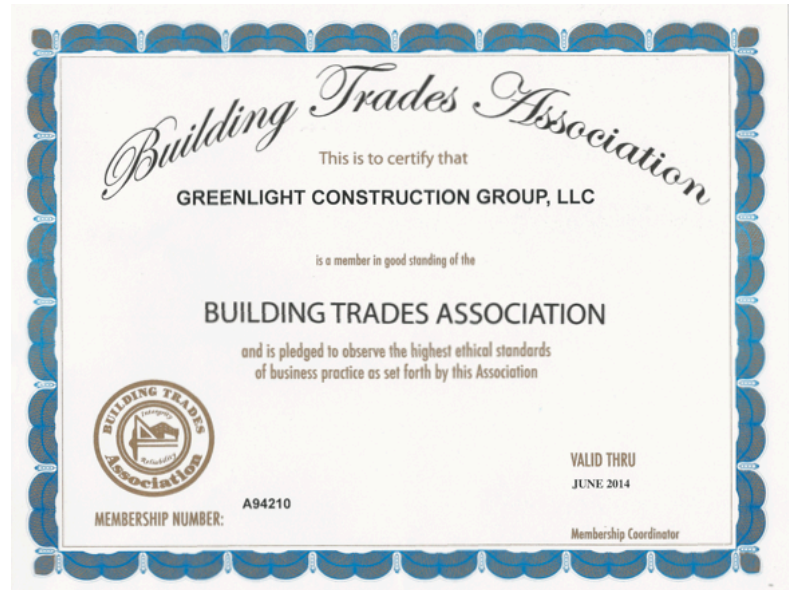 Building Trades Association
This is to certify that
GREENLIGHT CONSTRUCTION GROUP, LLC
is a member in good standing of the
BUILDING TRADES ASSOCIATION
and is pledged to observe the highest ethical standards
of business practice as set forth by this Association
BUILDING TRADES
Integrity
Reliability
Association
VALID THRU
JUNE 2014
A94210
MEMBERSHIP NUMBER:
Membership Coordinator